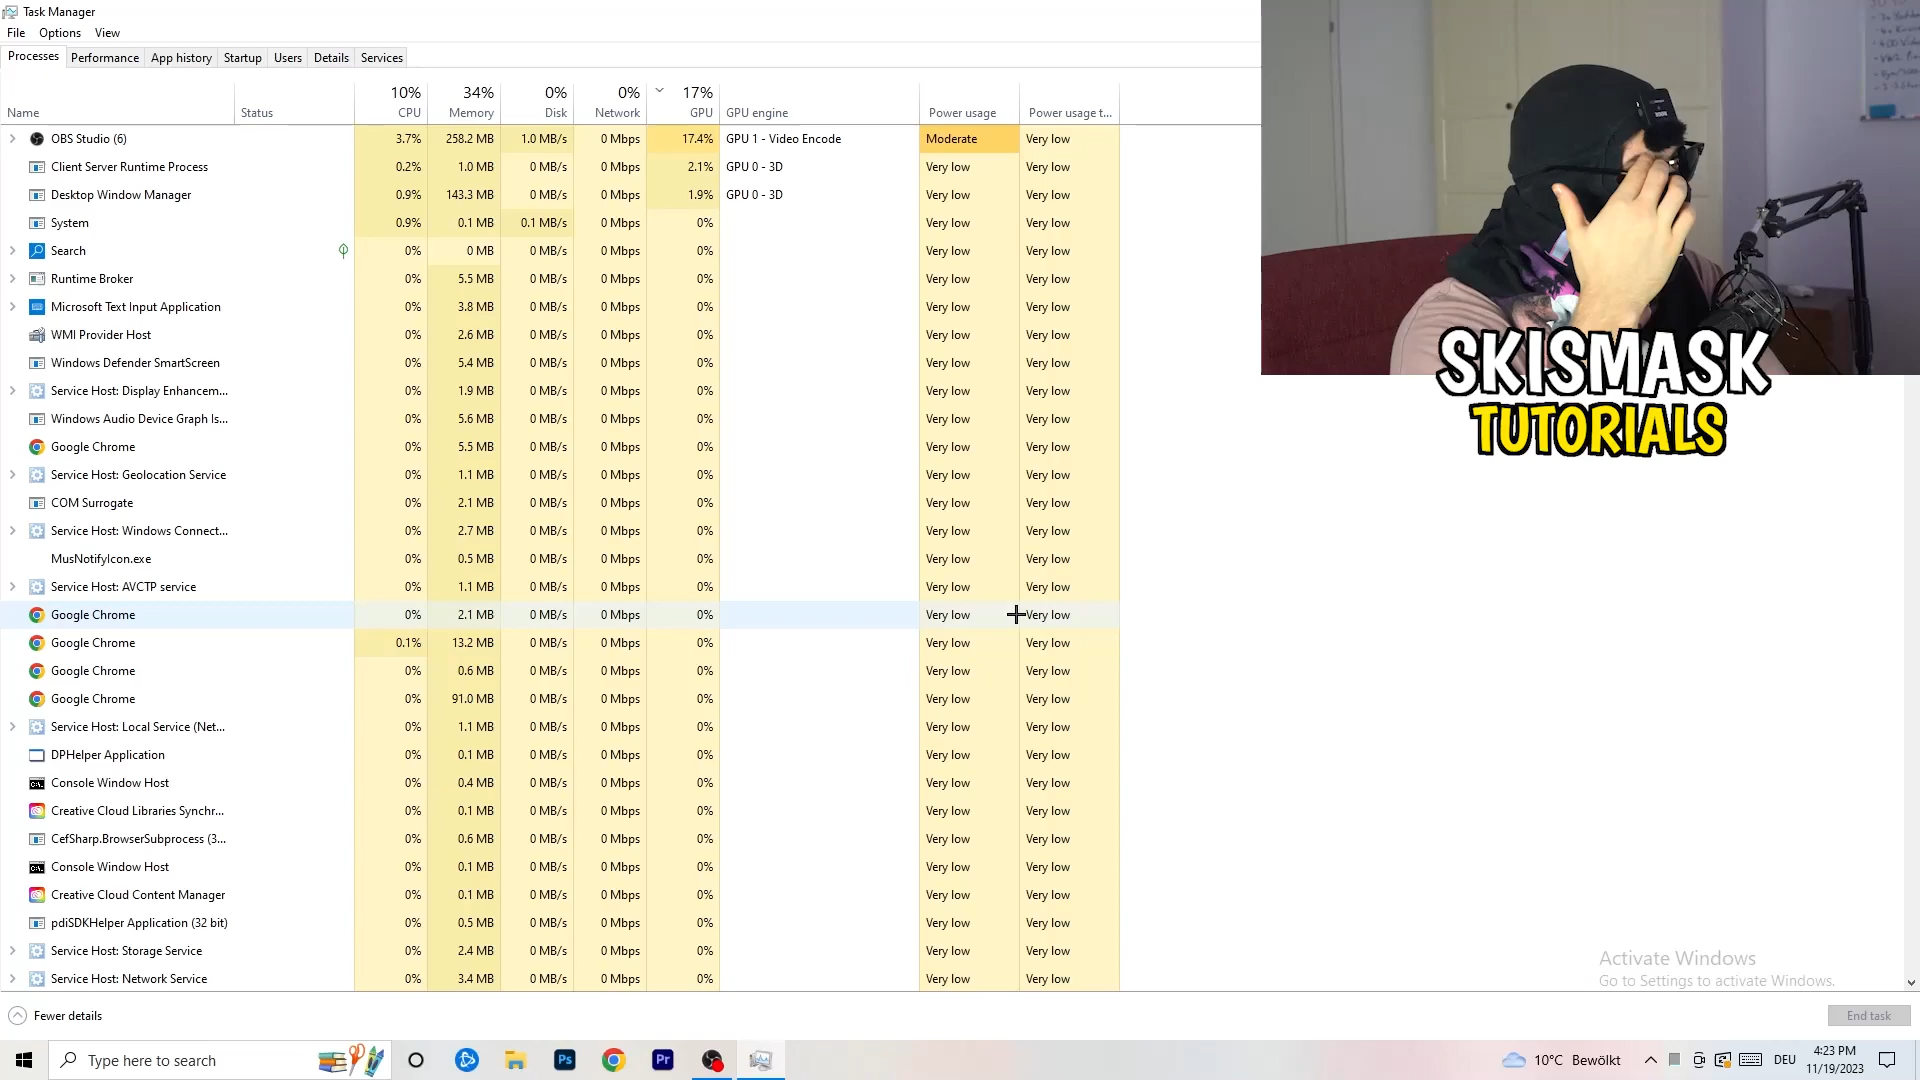 Task Manager
File Options View
Processes Performance App history Startup Users Details Services
10% 34% 0% 0% 17%
Name Status CPU Memory Disk Network GPU GPU engine Power usage Power usage t...
OBS Studio (6) 3.7% 258.2 MB 1.0 MB/s 0 Mbps 17.4% GPU 1 - Video Encode Moderate Very low
Client Server Runtime Process 0.2% 1.0 MB 0 MB/s 0 Mbps 2.1% GPU 0 - 3D Very low Very low
Desktop Window Manager 0.9% 143.3 MB 0 MB/s 0 Mbps 1.9% GPU 0 - 3D Very low Very low
System 0.9% 0.1 MB 0.1 MB/s 0 Mbps 0% Very low Very low
Search 0% 0 MB 0 MB/s 0 Mbps 0% Very low Very low
Runtime Broker 0% 5.5 MB 0 MB/s 0 Mbps 0% Very low Very low
Microsoft Text Input Application 0% 3.8 MB 0 MB/s 0 Mbps 0% Very low Very low
WMI Provider Host 0% 2.6 MB 0 MB/s 0 Mbps 0% Very low Very low
Windows Defender SmartScreen 0% 5.4 MB 0 MB/s 0 Mbps 0% Very low Very low
Service Host: Display Enhancem... 0% 1.9 MB 0 MB/s 0 Mbps 0% Very low Very low
Windows Audio Device Graph Is... 0% 5.6 MB 0 MB/s 0 Mbps 0% Very low Very low
Google Chrome 0% 5.5 MB 0 MB/s 0 Mbps 0% Very low Very low
Service Host: Geolocation Service 0% 1.1 MB 0 MB/s 0 Mbps 0% Very low Very low
COM Surrogate 0% 2.1 MB 0 MB/s 0 Mbps 0% Very low Very low
Service Host: Windows Connect... 0% 2.7 MB 0 MB/s 0 Mbps 0% Very low Very low
MusNotifyIcon.exe 0% 0.5 MB 0 MB/s 0 Mbps 0% Very low Very low
Service Host: AVCTP service 0% 1.1 MB 0 MB/s 0 Mbps 0% Very low Very low
Google Chrome 0% 2.1 MB 0 MB/s 0 Mbps 0% Very low Very low
Google Chrome 0.1% 13.2 MB 0 MB/s 0 Mbps 0% Very low Very low
Google Chrome 0% 0.6 MB 0 MB/s 0 Mbps 0% Very low Very low
Google Chrome 0% 91.0 MB 0 MB/s 0 Mbps 0% Very low Very low
Service Host: Local Service (Net... 0% 1.1 MB 0 MB/s 0 Mbps 0% Very low Very low
DPHelper Application 0% 0.1 MB 0 MB/s 0 Mbps 0% Very low Very low
Console Window Host 0% 0.4 MB 0 MB/s 0 Mbps 0% Very low Very low
Creative Cloud Libraries Synchr... 0% 0.1 MB 0 MB/s 0 Mbps 0% Very low Very low
CefSharp.BrowserSubprocess (3... 0% 0.6 MB 0 MB/s 0 Mbps 0% Very low Very low
Console Window Host 0% 0.1 MB 0 MB/s 0 Mbps 0% Very low Very low
Creative Cloud Content Manager 0% 0.1 MB 0 MB/s 0 Mbps 0% Very low Very low
pdiSDKHelper Application (32 bit) 0% 0.5 MB 0 MB/s 0 Mbps 0% Very low Very low
Service Host: Storage Service 0% 2.4 MB 0 MB/s 0 Mbps 0% Very low Very low
Service Host: Network Service 0% 3.4 MB 0 MB/s 0 Mbps 0% Very low Very low
SKISMASK
TUTORIALS
Activate Windows
Go to Settings to activate Windows.
Fewer details End task
Type here to search Ps Pr 10°C Bewölkt DEU 4:23 PM
11/19/2023